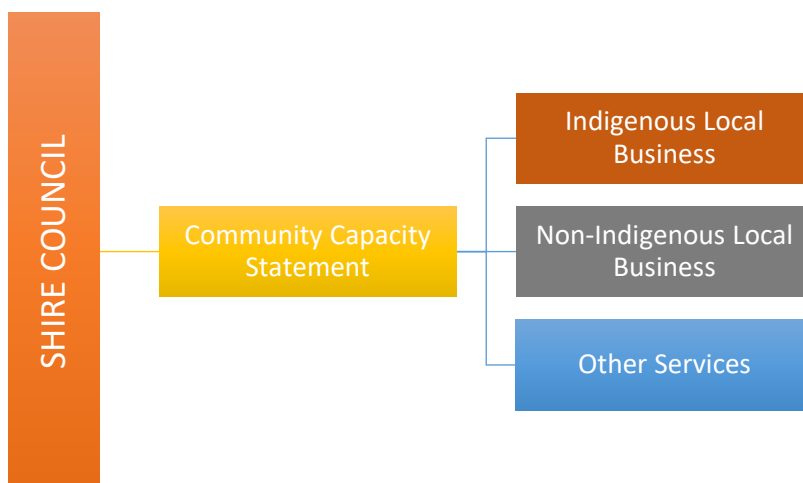 SHIRE COUNCIL
Community Capacity
Statement
Indigenous Local
Business
Non-Indigenous Local
Business
Other Services